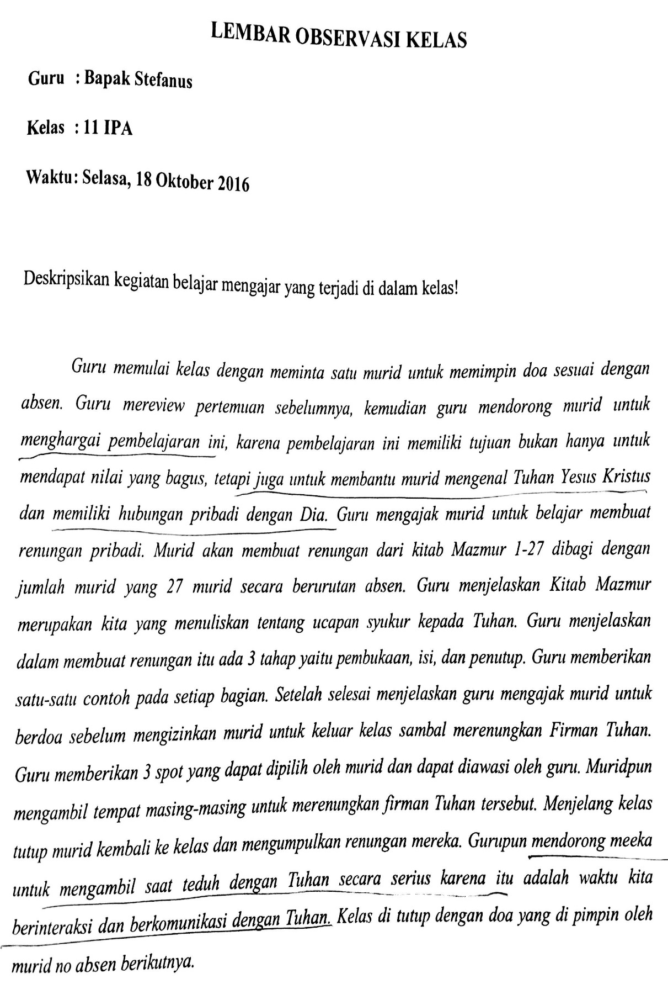 LEMBAR OBSERVASI KELAS
Guru : Bapak Stefanus
Kelas : 11 IPA
Waktu: Selasa, 18 Oktober 2016
Deskripsikan kegiatan belajar mengajar yang terjadi di dalam kelas!
Guru memulai kelas dengan meminta satu murid untuk memimpin doa sesuai dengan
absen. Guru mereview pertemuan sebelumnya, kemudian guru mendorong murid untuk
menghargai pembelajaran ini, karena pembelajaran ini memiliki tujuan bukan hanya untuk
mendapat nilai yang bagus, tetapi juga untuk membantu murid mengenal Tuhan Yesus Kristus
dan memiliki hubungan pribadi dengan Dia. Guru mengajak murid untuk belajar membuat
renungan pribadi. Murid akan membuat renungan dari kitab Mazmur 1-27 dibagi dengan
jumlah murid yang 27 murid secara berurutan absen. Guru menjelaskan Kitab Mazmur
merupakan kita yang menuliskan tentang ucapan syukur kepada Tuhan. Guru menjelaskan
dalam membuat renungan itu ada 3 tahap yaitu pembukaan, isi, dan penutup. Guru memberikan
satu-satu contoh pada setiap bagian. Setelah selesai menjelaskan guru mengajak murid untuk
berdoa sebelum mengizinkan murid untuk keluar kelas sambal merenungkan Firman Tuhan.
Guru memberikan 3 spot yang dapat dipilih oleh murid dan dapat diawasi oleh guru. Muridpun
mengambil tempat masing-masing untuk merenungkan firman Tuhan tersebut. Menjelang kelas
tutup murid kembali ke kelas dan mengumpulkan renungan mereka. Gurupun mendorong meeka
untuk mengambil saat teduh dengan Tuhan secara serius karena itu adalah waktu kita
berinteraksi dan berkomunikasi dengan Tuhan. Kelas di tutup dengan doa yang di pimpin oleh
murid no absen berikutnya.